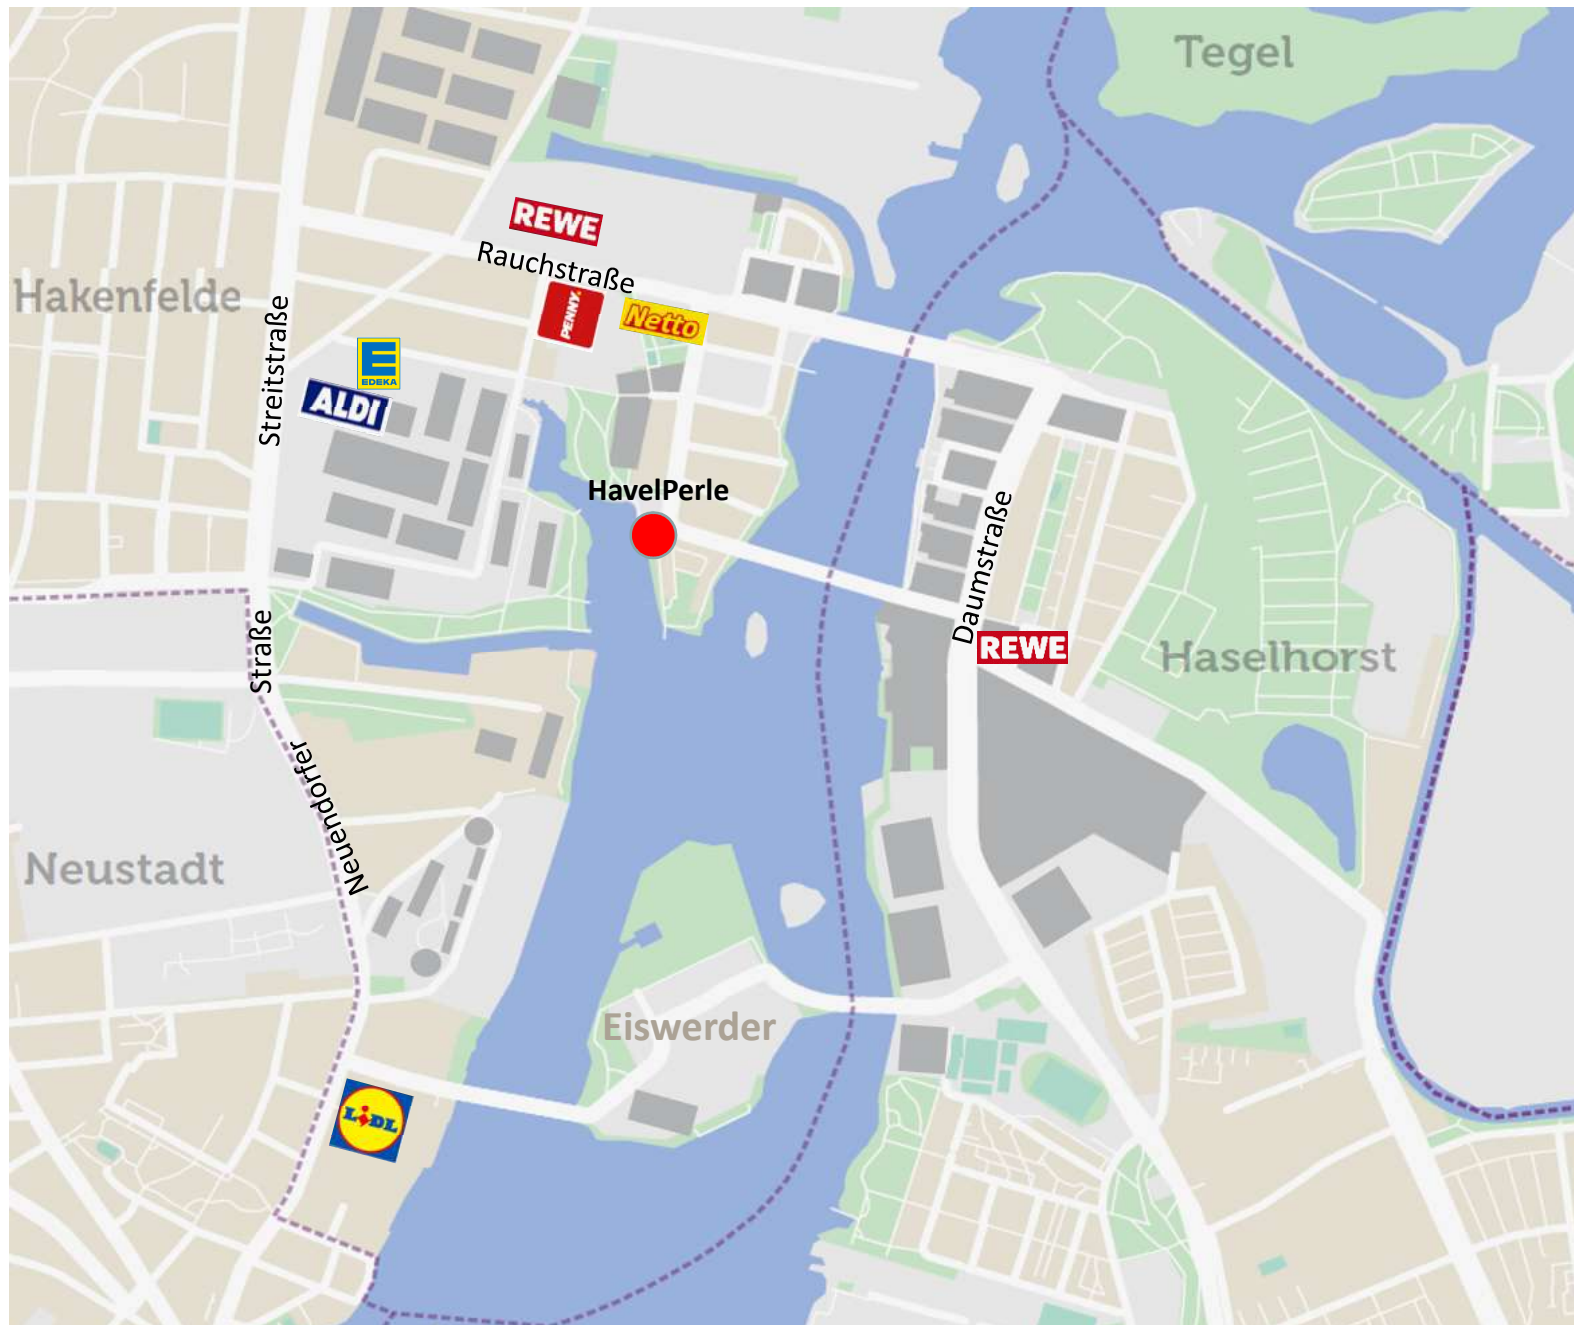 Tegel
REWE
Rauchstraße
Hakenfelde
PENNY.
Netto
Streitstraße
E
EDEKA
ALDI
HavelPerle
Daumstraße
Straße
REWE
Haselhorst
Neuendorfer
Neustadt
Eiswerder
LIDL